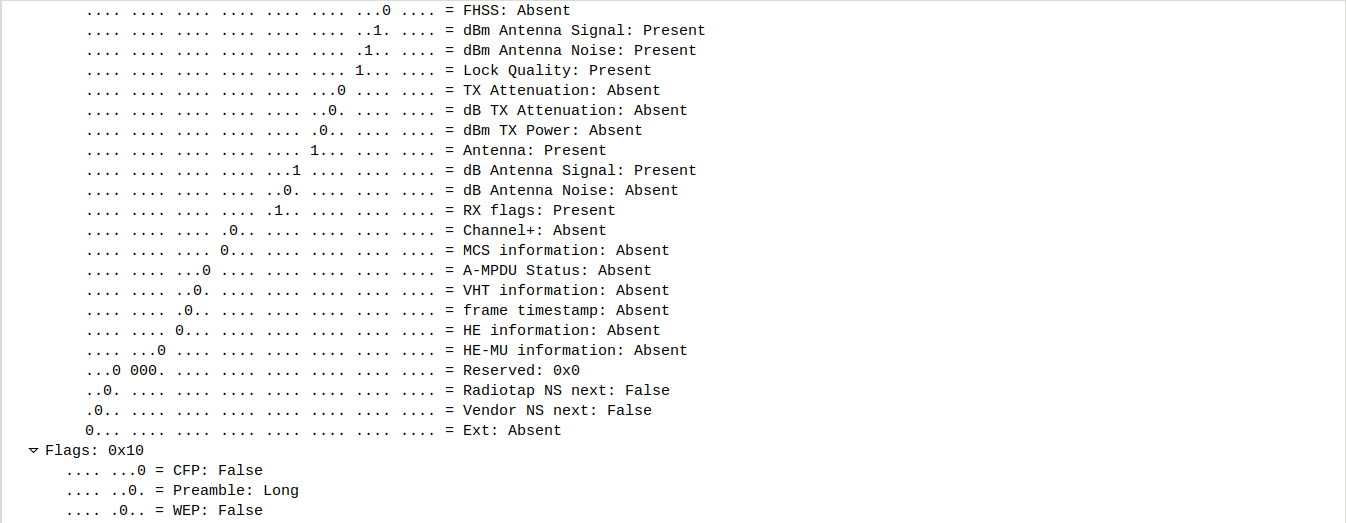 .... .... .... .... .... .... ...0 .... = FHSS: Absent
.... .... .... .... .... .... ..1. .... = dBm Antenna Signal: Present
.... .... .... .... .... .... .1.. .... = dBm Antenna Noise: Present
.... .... .... .... .... .... 1... .... = Lock Quality: Present
.... .... .... .... .... ...0 .... .... = TX Attenuation: Absent
.... .... .... .... .... ..0. .... .... = dB TX Attenuation: Absent
.... .... .... .... .... .0.. .... .... = dBm TX Power: Absent
.... .... .... .... .... 1... .... .... = Antenna: Present
.... .... .... .... ...1 .... .... .... = dB Antenna Signal: Present
.... .... .... .... ..0. .... .... .... = dB Antenna Noise: Absent
.... .... .... .... .1.. .... .... .... = RX flags: Present
.... .... .... .0.. .... .... .... .... = Channel+: Absent
.... .... .... 0... .... .... .... .... = MCS information: Absent
.... .... ...0 .... .... .... .... .... = A-MPDU Status: Absent
.... .... ..0. .... .... .... .... .... = VHT information: Absent
.... .... .0.. .... .... .... .... .... = frame timestamp: Absent
.... .... 0... .... .... .... .... .... = HE information: Absent
.... ...0 .... .... .... .... .... .... = HE-MU information: Absent
...0 000. .... .... .... .... .... .... = Reserved: 0x0
..0. .... .... .... .... .... .... .... = Radiotap NS next: False
.0.. .... .... .... .... .... .... .... = Vendor NS next: False
0... .... .... .... .... .... .... .... = Ext: Absent
Flags: 0x10
.... ...0 = CFP: False
.... ..0. = Preamble: Long
.... .0.. = WEP: False